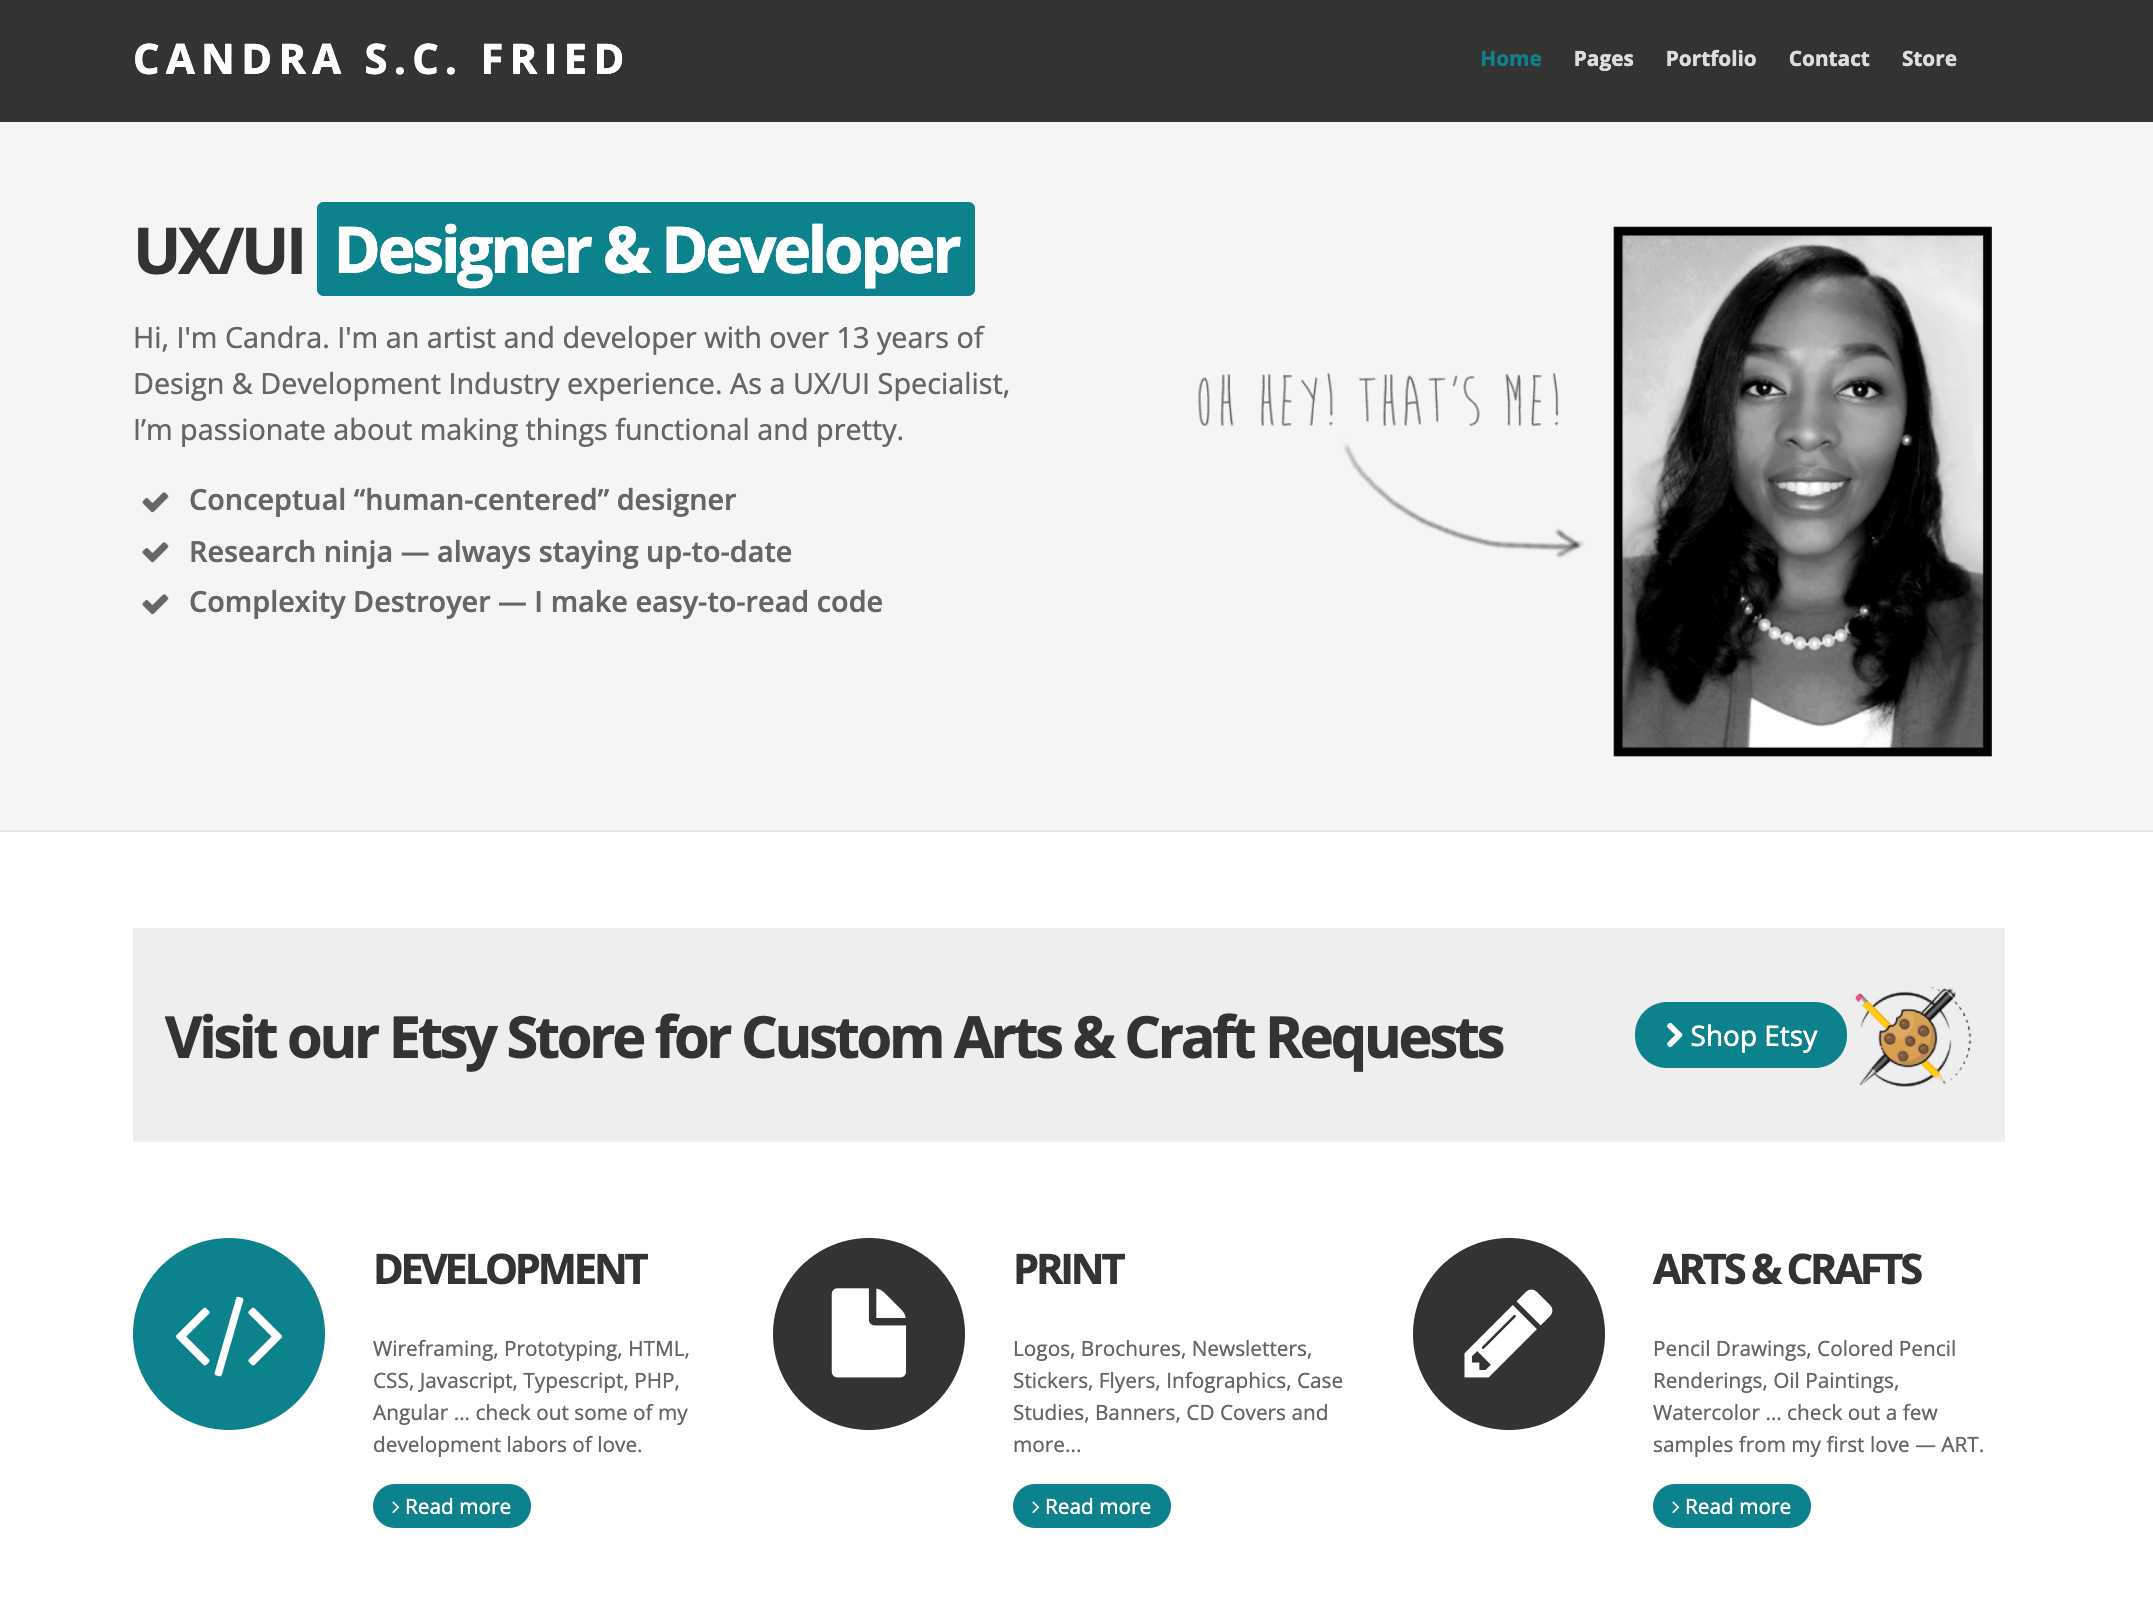 CANDRA S.C. FRIED
Home Pages Portfolio Contact Store
UX/UI Designer & Developer
Hi, I'm Candra. I'm an artist and developer with over 13 years of
Design & Development Industry experience. As a UX/UI Specialist,
I’m passionate about making things functional and pretty.
Conceptual “human-centered” designer
Research ninja — always staying up-to-date
Complexity Destroyer — I make easy-to-read code
OH HEY! THAT'S ME!
Visit our Etsy Store for Custom Arts & Craft Requests
Shop Etsy
DEVELOPMENT
Wireframing, Prototyping, HTML,
CSS, Javascript, Typescript, PHP,
Angular ... check out some of my
development labors of love.
Read more
PRINT
Logos, Brochures, Newsletters,
Stickers, Flyers, Infographics, Case
Studies, Banners, CD Covers and
more...
Read more
ARTS & CRAFTS
Pencil Drawings, Colored Pencil
Renderings, Oil Paintings,
Watercolor ... check out a few
samples from my first love — ART.
Read more